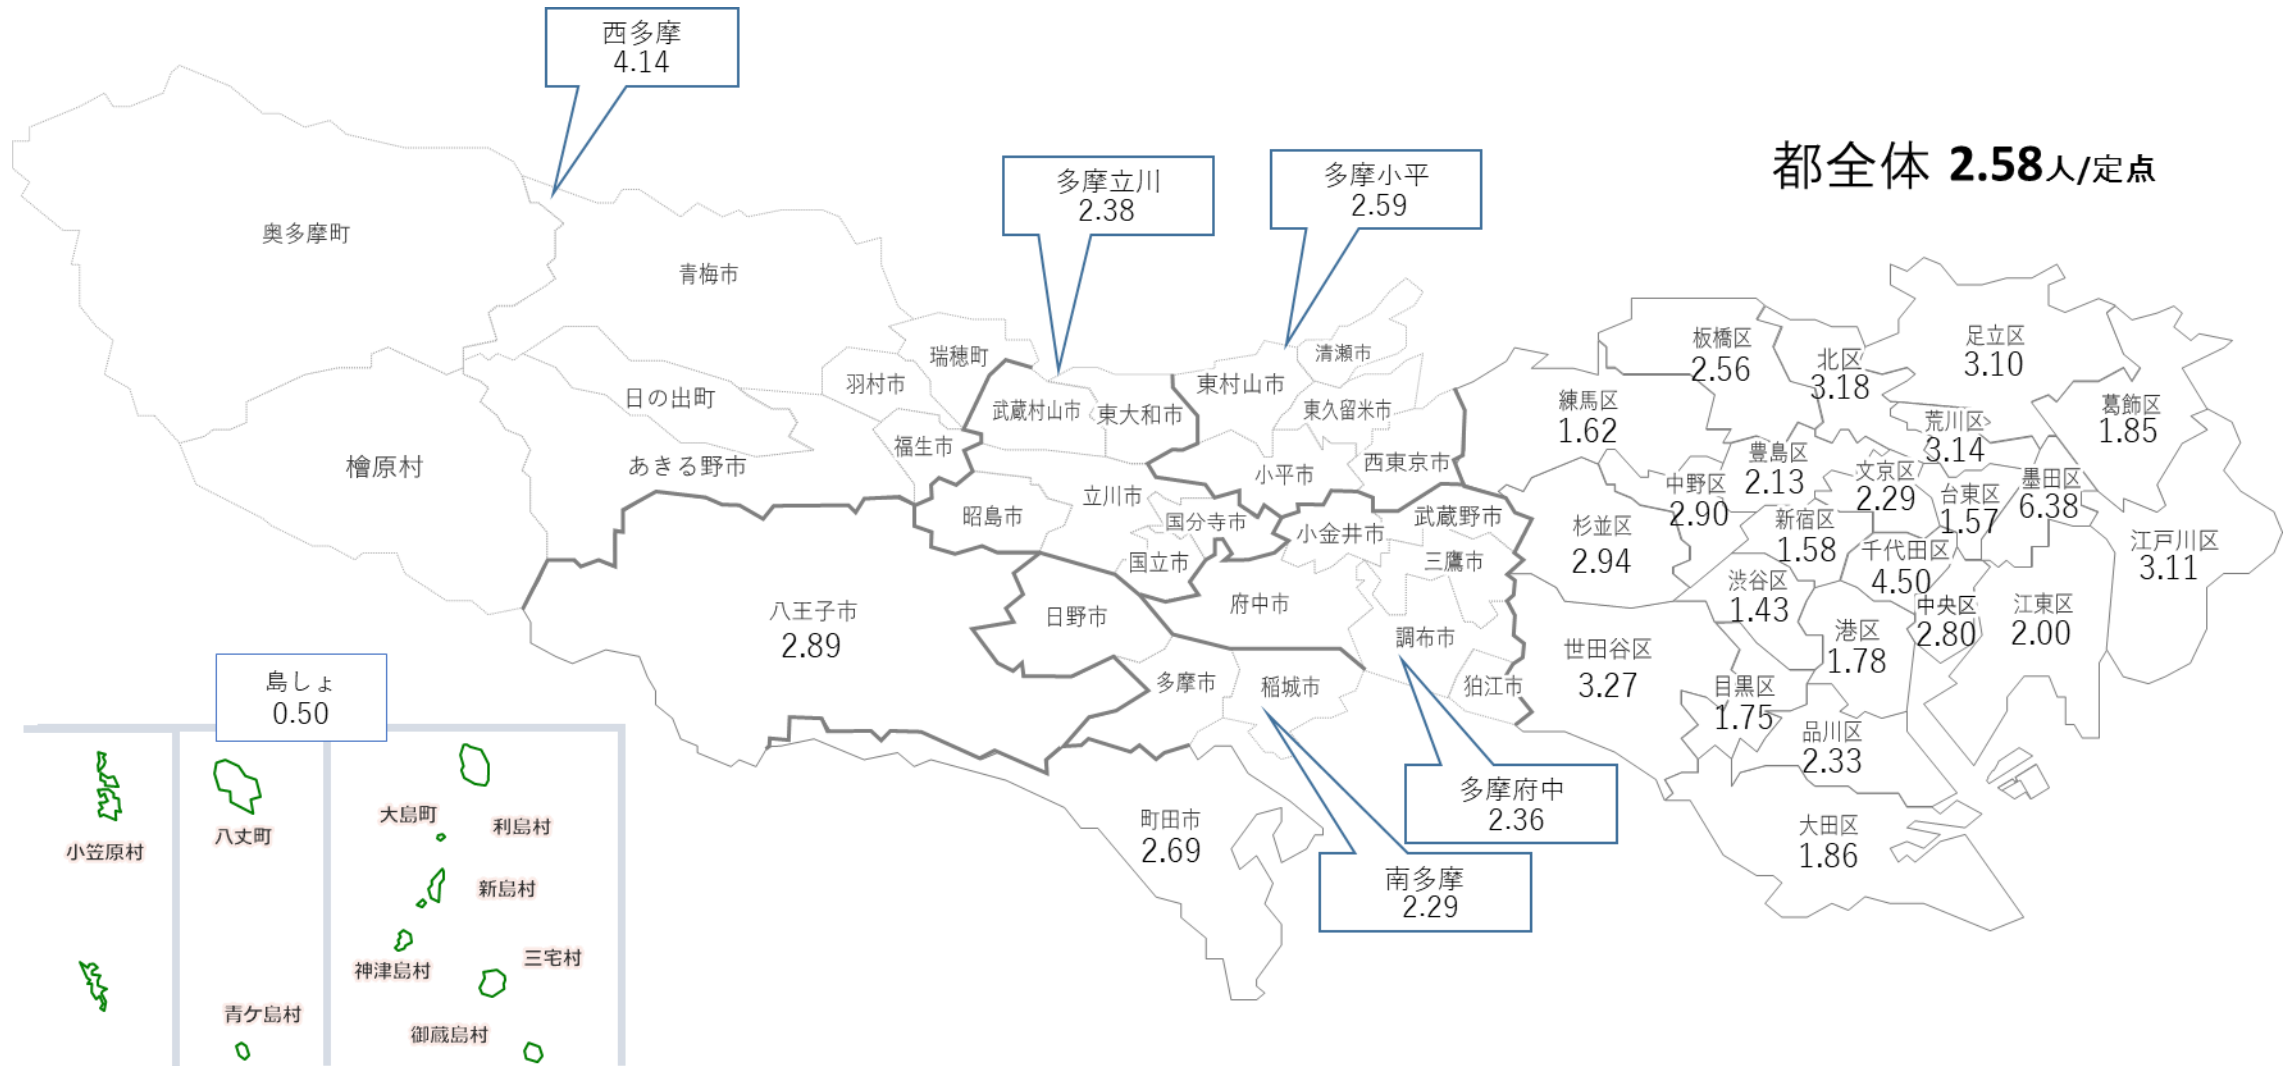 西多摩
4.14
多摩立川
2.38
多摩小平
2.59
都全体 2.58人/定点
奥多摩町
青梅市
瑞穂町
羽村市
日の出町
福生市
あきる野市
檜原村
武蔵村山市
東大和市
東村山市
清瀬市
東久留米市
小平市
西東京市
立川市
昭島市
国分寺市
国立市
小金井市
武蔵野市
三鷹市
府中市
調布市
狛江市
八王子市
2.89
日野市
多摩市
稲城市
町田市
2.69
多摩府中
2.36
南多摩
2.29
板橋区
2.56
北区
3.18
足立区
3.10
練馬区
1.62
荒川区
3.14
葛飾区
1.85
豊島区
2.13
文京区
2.29
中野区
2.90
台東区
1.57
墨田区
6.38
杉並区
2.94
新宿区
1.58
千代田区
4.50
江戸川区
3.11
渋谷区
1.43
中央区
2.80
江東区
2.00
世田谷区
3.27
港区
1.78
目黒区
1.75
品川区
2.33
大田区
1.86
島しょ
0.50
小笠原村
八丈町
青ケ島村
大島町
利島村
新島村
神津島村
三宅村
御蔵島村